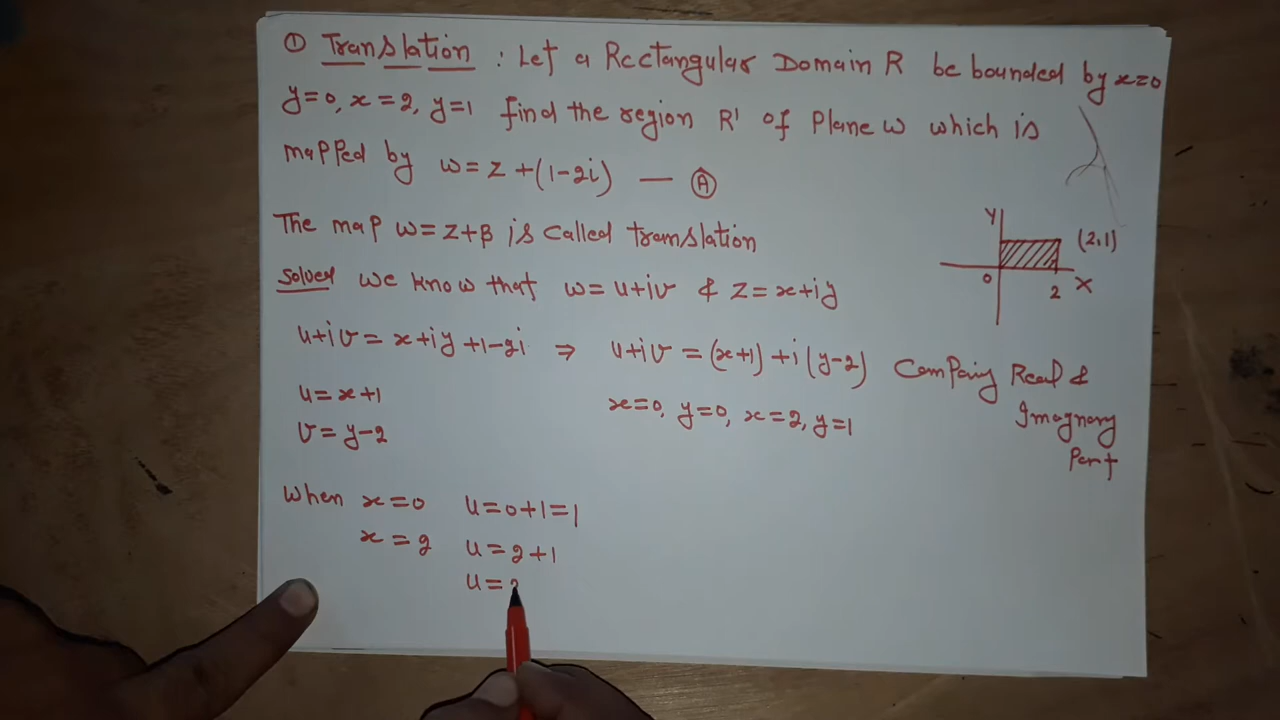 ① Translation : Let a Rectangular Domain R be bounded by x=0
y=0, x=2, y=1 find the region R' of Plane w which is
mapped by w=z+(1-2i) — Ⓐ
The map w=z+β is called translation
Solved we know that w=u+iv & z=x+iy
Y
(2,1)
0
2
X
u+iv=x+iy+1-2i ⇒ u+iv=(x+1)+i(y-2) Compairing Real &
Imagnary
Part
u=x+1
v=y-2
x=0, y=0, x=2, y=1
When x=0 u=0+1=1
x=2 u=2+1
u=